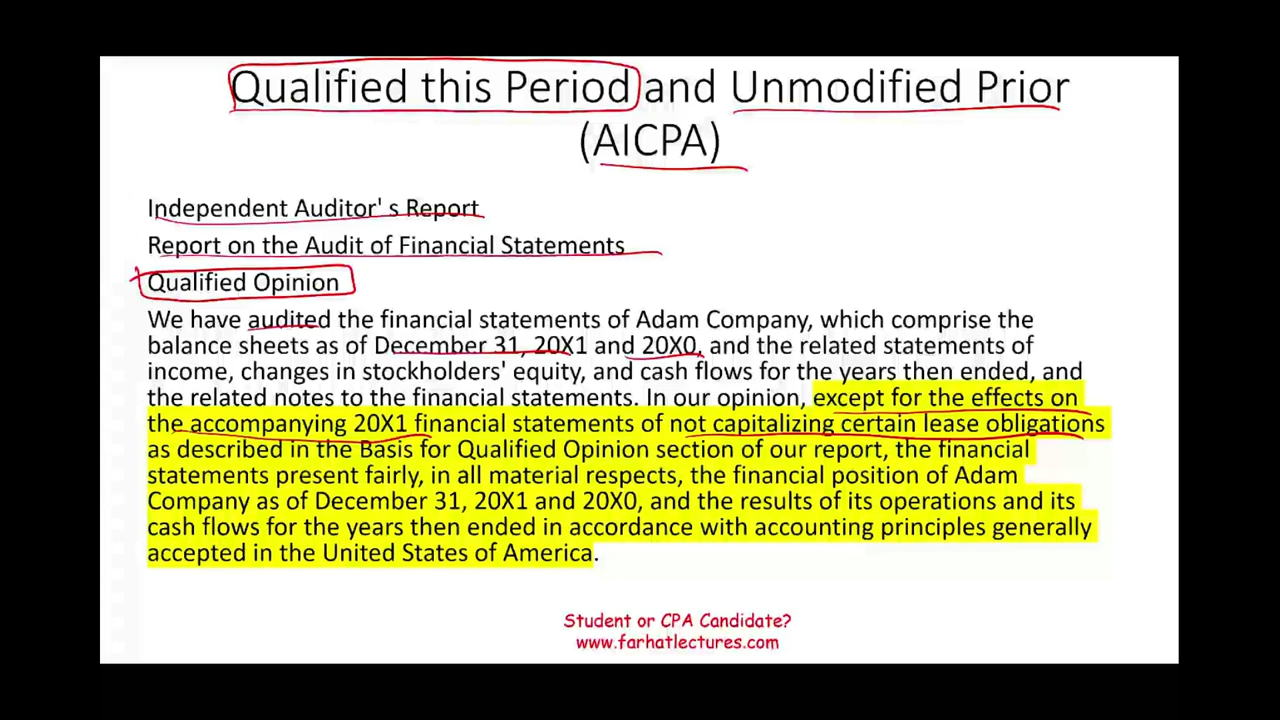 Qualified this Period and Unmodified Prior
(AICPA)
Independent Auditor' s Report
Report on the Audit of Financial Statements
Qualified Opinion
We have audited the financial statements of Adam Company, which comprise the
balance sheets as of December 31, 20X1 and 20X0, and the related statements of
income, changes in stockholders' equity, and cash flows for the years then ended, and
the related notes to the financial statements. In our opinion, except for the effects on
the accompanying 20X1 financial statements of not capitalizing certain lease obligations
as described in the Basis for Qualified Opinion section of our report, the financial
statements present fairly, in all material respects, the financial position of Adam
Company as of December 31, 20X1 and 20X0, and the results of its operations and its
cash flows for the years then ended in accordance with accounting principles generally
accepted in the United States of America.
Student or CPA Candidate?
www.farhatlectures.com